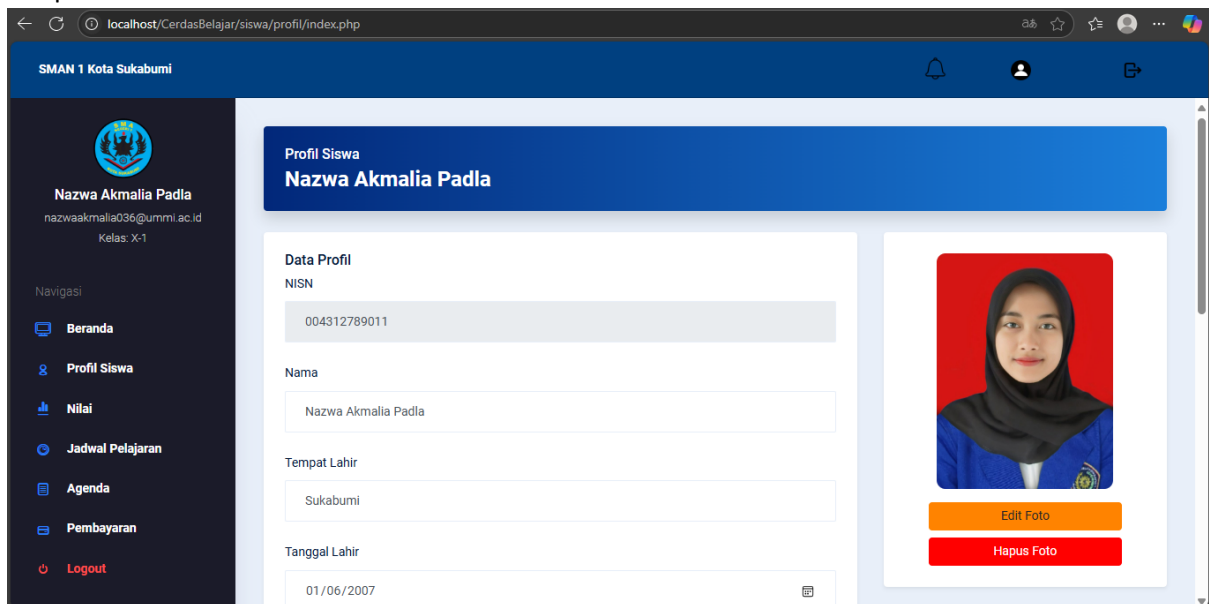 localhost/CerdasBelajar/siswa/profil/index.php
SMAN 1 Kota Sukabumi
Nazwa Akmalia Padla
nazwaakmalia036@ummi.ac.id
Kelas: X-1
Navigasi
Beranda
Profil Siswa
Nilai
Jadwal Pelajaran
Agenda
Pembayaran
Logout
Profil Siswa
Nazwa Akmalia Padla
Data Profil
NISN
004312789011
Nama
Nazwa Akmalia Padla
Tempat Lahir
Sukabumi
Tanggal Lahir
01/06/2007
Edit Foto
Hapus Foto